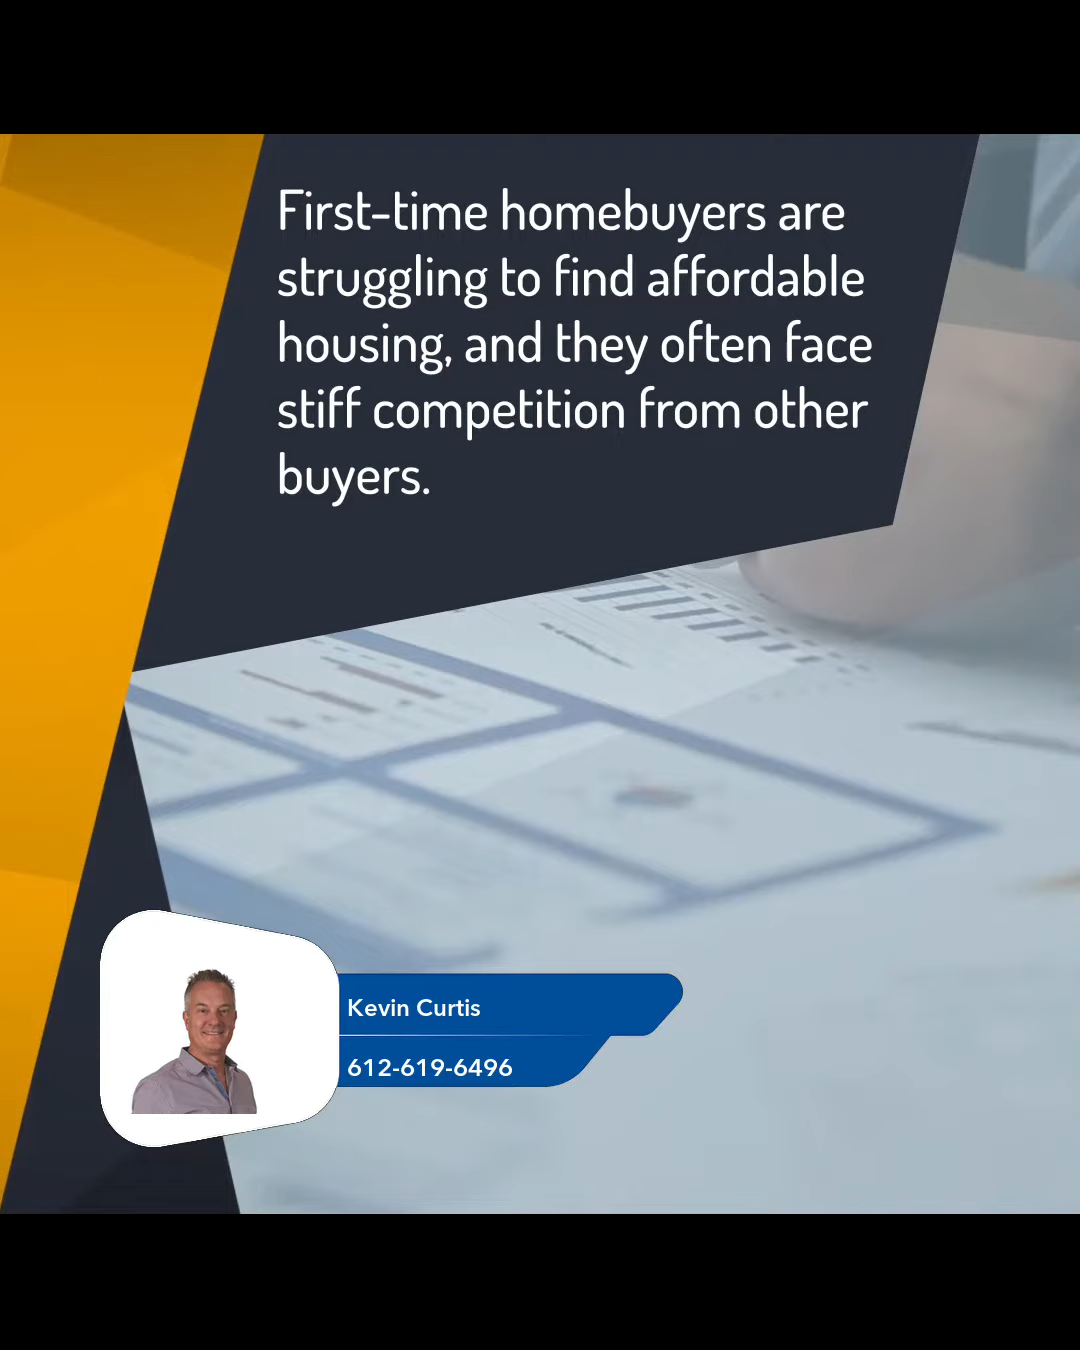 First-time homebuyers are
struggling to find affordable
housing, and they often face
stiff competition from other
buyers.
Kevin Curtis
612-619-6496